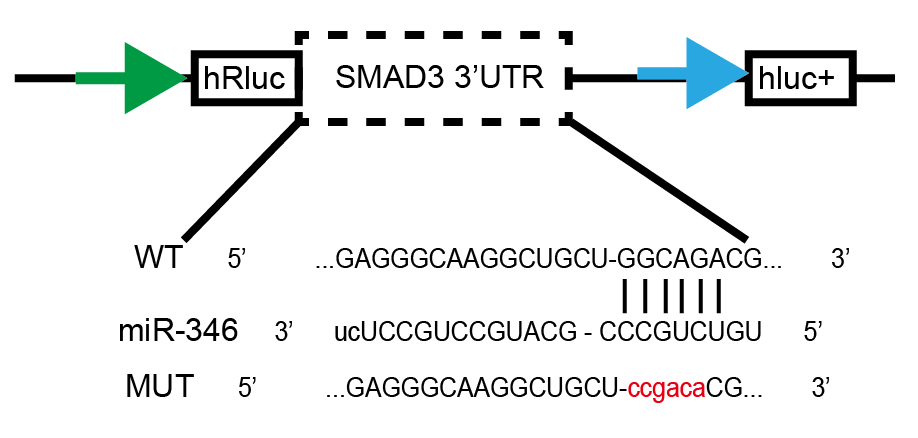 hRluc SMAD3 3’UTR hluc+
WT 5’ ...GAGGGCAAGGCUGCU-GGCAGACG... 3’
miR-346 3’ ucUCCGUCCGUACG - CCCGUCUGU 5’
MUT 5’ ...GAGGGCAAGGCUGCU-ccgacaCG... 3’